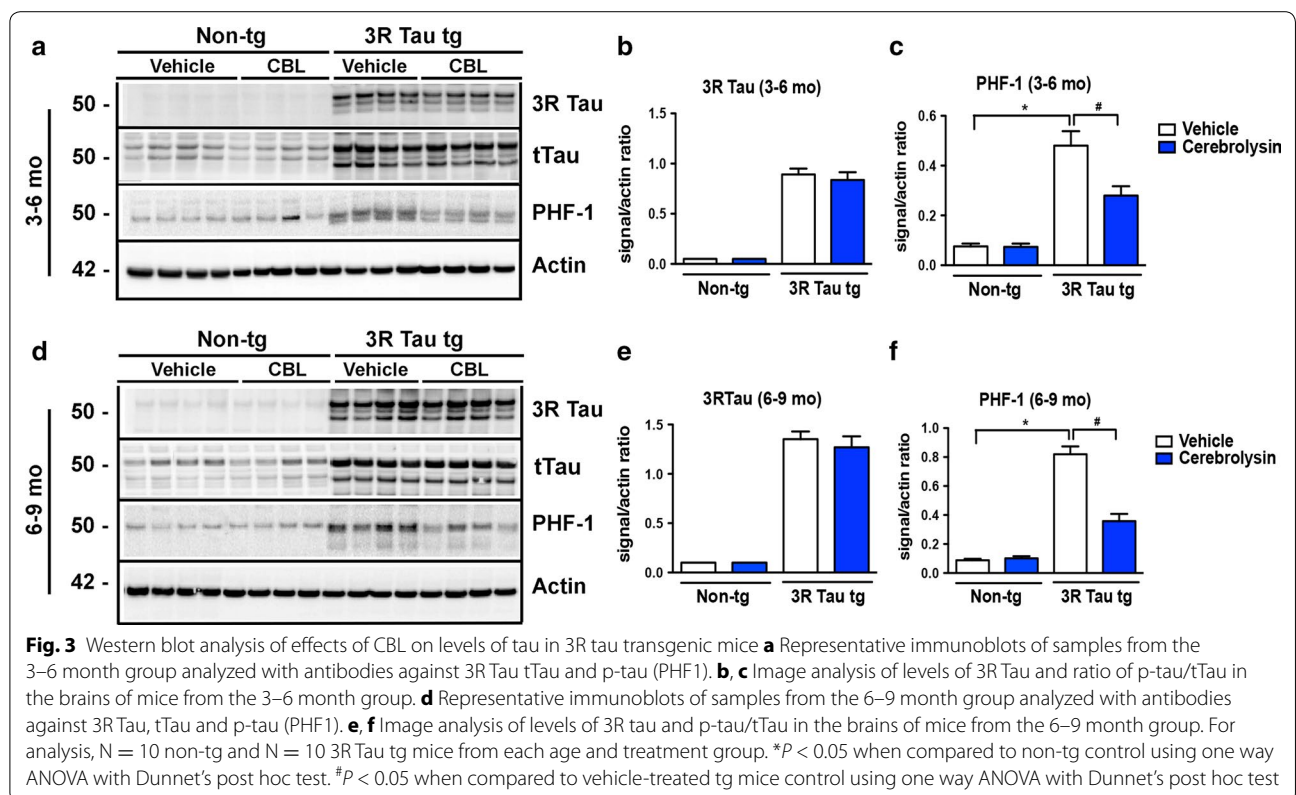 a
Non-tg 3R Tau tg
Vehicle CBL Vehicle CBL
3-6 mo
50 - 3R Tau
50 - tTau
50 - PHF-1
42 - Actin
b
3R Tau (3-6 mo)
signal/actin ratio
1.5
1.0
0.5
0.0
Non-tg 3R Tau tg
c
PHF-1 (3-6 mo)
signal/actin ratio
0.6
0.4
0.2
0.0
* #
Non-tg 3R Tau tg
Vehicle
Cerebrolysin
d
Non-tg 3R Tau tg
Vehicle CBL Vehicle CBL
6-9 mo
50 - 3R Tau
50 - tTau
50 - PHF-1
42 - Actin
e
3RTau (6-9 mo)
signal/actin ratio
1.5
1.0
0.5
0.0
Non-tg 3R Tau tg
f
PHF-1 (6-9 mo)
signal/actin ratio
1.0
0.8
0.6
0.4
0.2
0.0
* #
Non-tg 3R Tau tg
Vehicle
Cerebrolysin
Fig. 3 Western blot analysis of effects of CBL on levels of tau in 3R tau transgenic mice a Representative immunoblots of samples from the
3–6 month group analyzed with antibodies against 3R Tau tTau and p-tau (PHF1). b, c Image analysis of levels of 3R Tau and ratio of p-tau/tTau in
the brains of mice from the 3–6 month group. d Representative immunoblots of samples from the 6–9 month group analyzed with antibodies
against 3R Tau, tTau and p-tau (PHF1). e, f Image analysis of levels of 3R tau and p-tau/tTau in the brains of mice from the 6–9 month group. For
analysis, N = 10 non-tg and N = 10 3R Tau tg mice from each age and treatment group. *P < 0.05 when compared to non-tg control using one way
ANOVA with Dunnet's post hoc test. #P < 0.05 when compared to vehicle-treated tg mice control using one way ANOVA with Dunnet's post hoc test